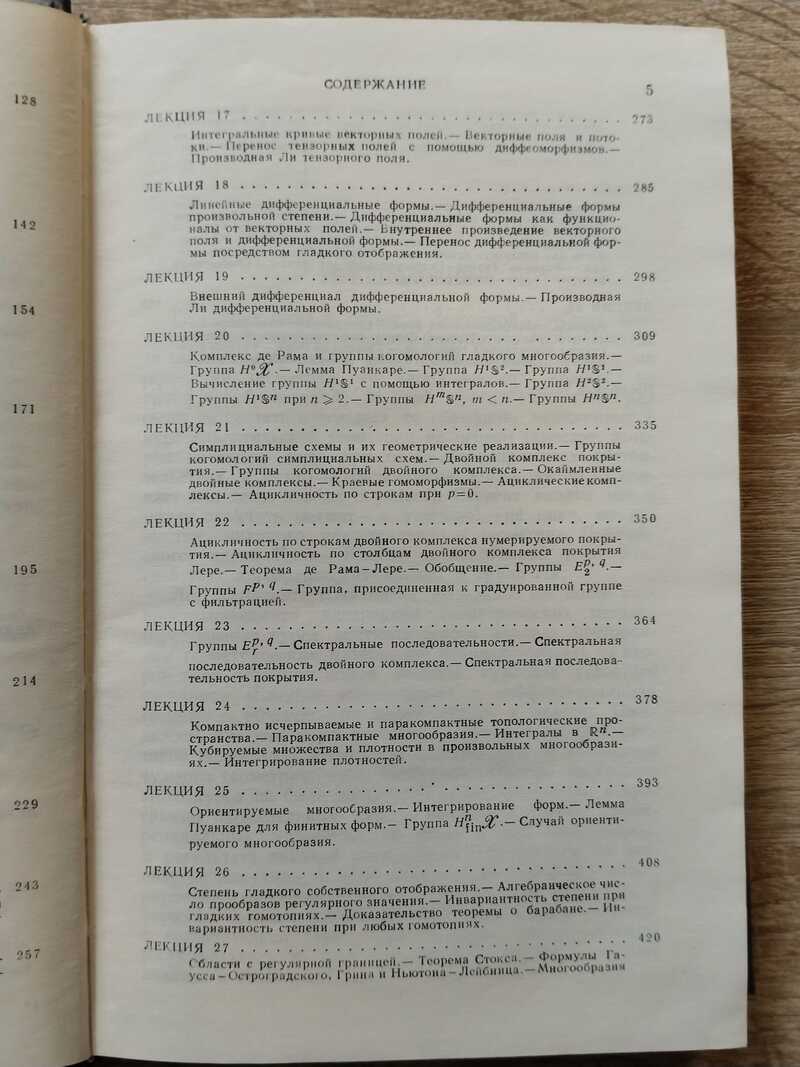 128
142
154
171
195
214
229
243
257
СОДЕРЖАНИЕ 5
ЛЕКЦИЯ 17 . . . . . . . . . . 273
Интегральные кривые векторных полей.— Векторные поля и пото-
ки.— Перенос тензорных полей с помощью диффеоморфизмов.—
Производная Ли тензорного поля.
ЛЕКЦИЯ 18 . . . . . . . . . . 285
Линейные дифференциальные формы.— Дифференциальные формы
произвольной степени.— Дифференциальные формы как функцио-
налы от векторных полей.— Внутреннее произведение векторного
поля и дифференциальной формы.— Перенос дифференциальной фор-
мы посредством гладкого отображения.
ЛЕКЦИЯ 19 . . . . . . . . . . 298
Внешний дифференциал дифференциальной формы.— Производная
Ли дифференциальной формы.
ЛЕКЦИЯ 20 . . . . . . . . . . 309
Комплекс де Рама и группы когомологий гладкого многообразия.—
Группа H⁰𝒳.— Лемма Пуанкаре.— Группа H¹𝕊².— Группа H¹𝕊¹.—
Вычисление группы H¹𝕊¹ с помощью интегралов.— Группа H²𝕊².—
Группы H¹𝕊ⁿ при n ⩾ 2.— Группы Hᵐ𝕊ⁿ, m < n.— Группы Hⁿ𝕊ⁿ.
ЛЕКЦИЯ 21 . . . . . . . . . . 335
Симплициальные схемы и их геометрические реализации.— Группы
когомологий симплициальных схем.— Двойной комплекс покры-
тия.— Группы когомологий двойного комплекса.— Окаймленные
двойные комплексы.— Краевые гомоморфизмы.— Ациклические комп-
лексы.— Ацикличность по строкам при p=0.
ЛЕКЦИЯ 22 . . . . . . . . . . 350
Ацикличность по строкам двойного комплекса нумерируемого покры-
тия.— Ацикличность по столбцам двойного комплекса покрытия
Лере.— Теорема де Рама–Лере.— Обобщение.— Группы E₂ᵖ, q.—
Группы Fᵖ, q.— Группа, присоединенная к градуированной группе
с фильтрацией.
ЛЕКЦИЯ 23 . . . . . . . . . . 364
Группы Eᵣᵖ, q.— Спектральные последовательности.— Спектральная
последовательность двойного комплекса.— Спектральная последова-
тельность покрытия.
ЛЕКЦИЯ 24 . . . . . . . . . . 378
Компактно исчерпываемые и паракомпактные топологические про-
странства.— Паракомпактные многообразия.— Интегралы в ℝⁿ.—
Кубируемые множества и плотности в произвольных многообрази-
ях.— Интегрирование плотностей.
ЛЕКЦИЯ 25 . . . . . . . . . . 393
Ориентируемые многообразия.— Интегрирование форм.— Лемма
Пуанкаре для финитных форм.— Группа Hⁿfin𝒳.— Случай ориенти-
руемого многообразия.
ЛЕКЦИЯ 26 . . . . . . . . . . 408
Степень гладкого собственного отображения.— Алгебраическое чис-
ло прообразов регулярного значения.— Инвариантность степени при
гладких гомотопиях.— Доказательство теоремы о барабане.— Ин-
вариантность степени при любых гомотопиях.
ЛЕКЦИЯ 27 . . . . . . . . . . 420
Области с регулярной границей.— Теорема Стокса.— Формулы Га-
усса–Остроградского, Грина и Ньютона–Лейбница.— Многообразия